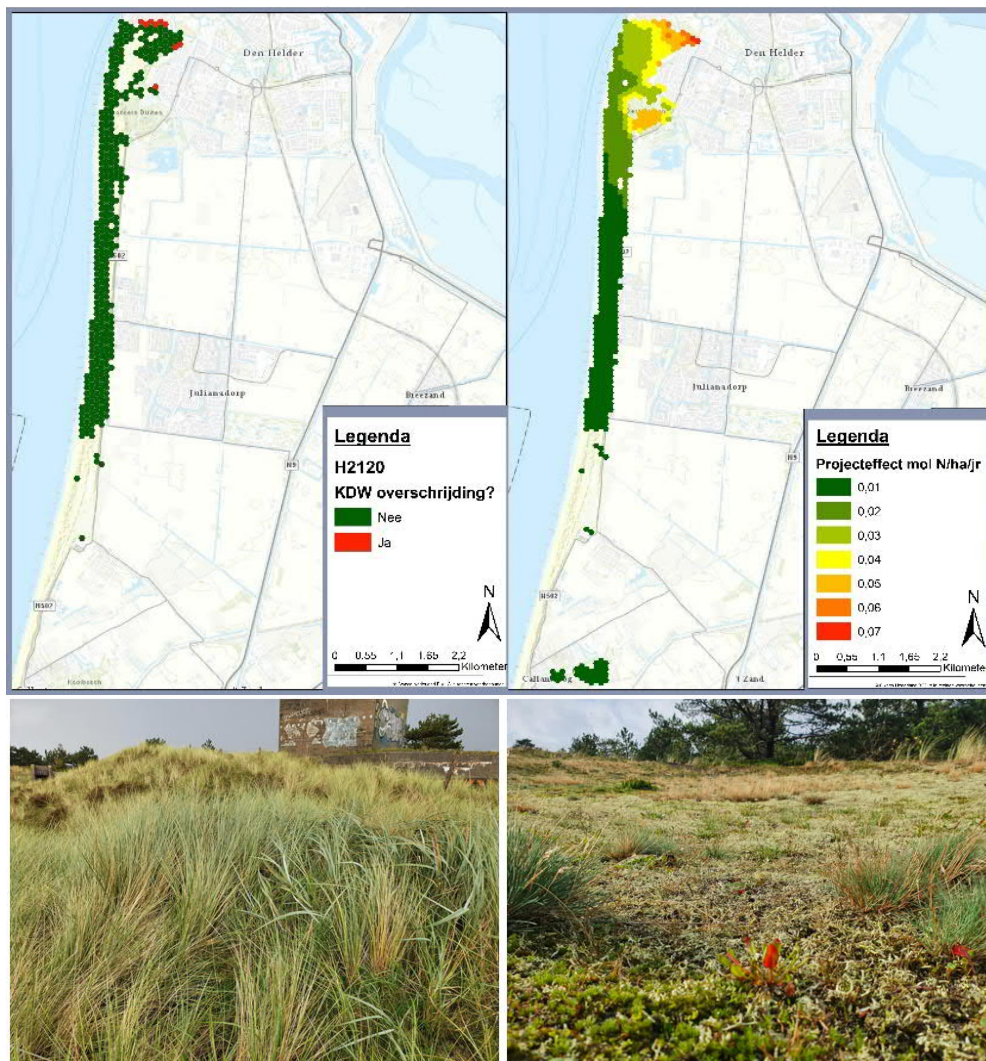 Den Helder
N502
Julianadorp
Breezand
N9
N502
Legenda
H2120
KDW overschrijding?
Nee
Ja
N
0 0,55 1,1 1,65 2,2
Kilometer
Den Helder
Julianadorp
Breezand
N9
N502
't Zand
Legenda
Projecteffect mol N/ha/jr
0,01
0,02
0,03
0,04
0,05
0,06
0,07
N
0 0,55 1,1 1,65 2,2
Kilometer